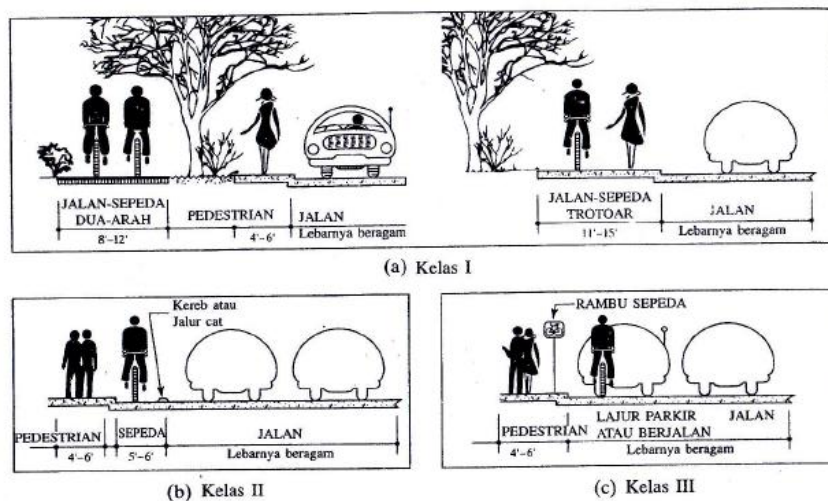 JALAN-SEPEDA
DUA-ARAH
8'–12'
PEDESTRIAN
4'–6'
JALAN
Lebarnya beragam
JALAN-SEPEDA
TROTOAR
11'–15'
JALAN
Lebarnya beragam
(a) Kelas I
Kereb atau
Jalur cat
PEDESTRIAN
4'–6'
SEPEDA
5'–6'
JALAN
Lebarnya beragam
(b) Kelas II
RAMBU SEPEDA
PEDESTRIAN
4'–6'
LAJUR PARKIR
ATAU BERJALAN
JALAN
Lebarnya beragam
(c) Kelas III